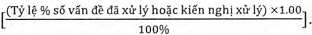 [(Tỷ lệ % số vấn đề đã xử lý hoặc kiến nghị xử lý) ×1.00
100%].